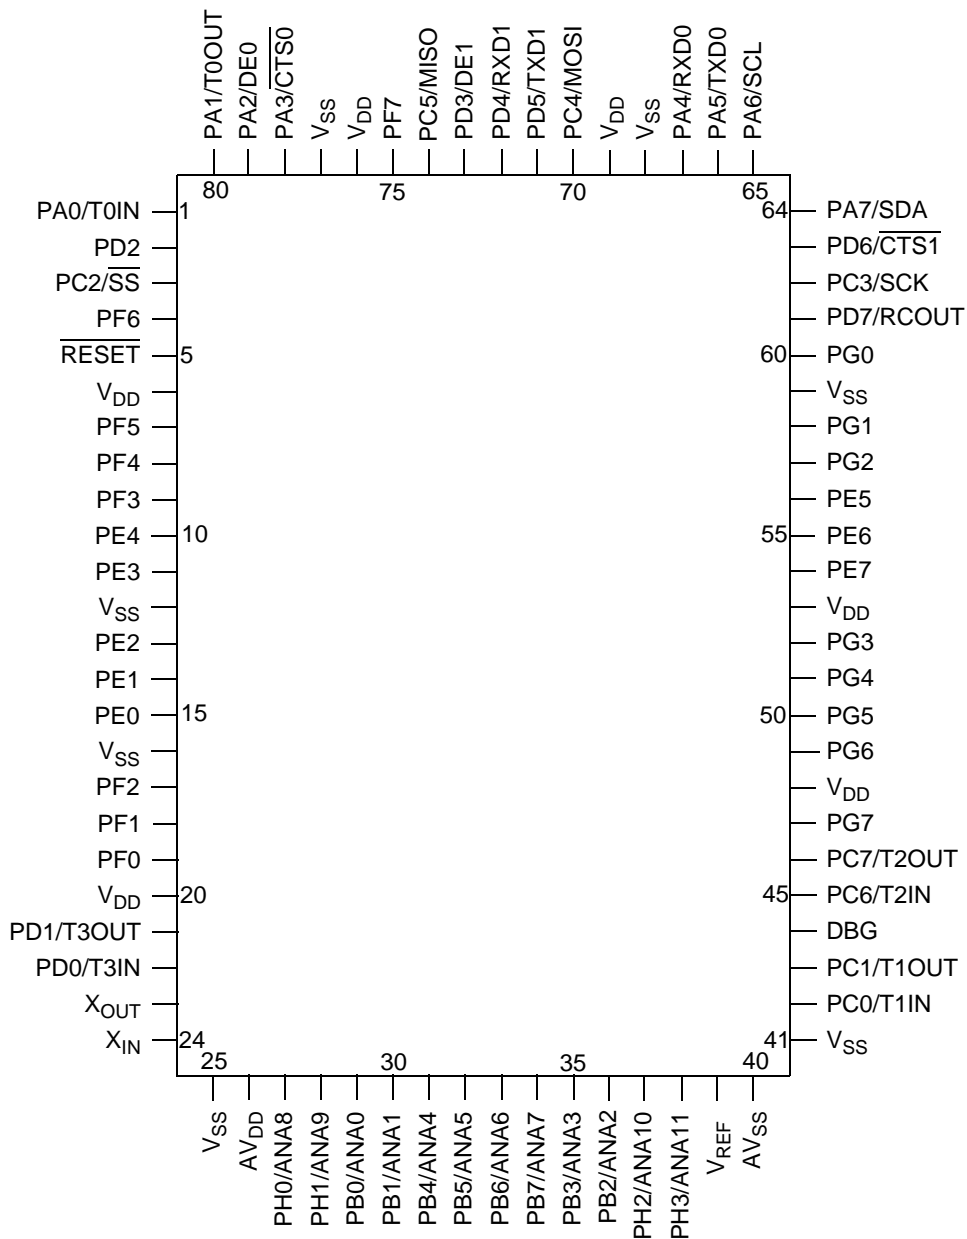 PA1/T0OUT
PA2/DE0
PA3/CTS0
VSS
VDD
PF7
PC5/MISO
PD3/DE1
PD4/RXD1
PD5/TXD1
PC4/MOSI
VDD
VSS
PA4/RXD0
PA5/TXD0
PA6/SCL
80 75 70 65
PA0/T0IN 1 64 PA7/SDA
PD2 PD6/CTS1
PC2/SS PC3/SCK
PF6 PD7/RCOUT
RESET 5 60 PG0
VDD VSS
PF5 PG1
PF4 PG2
PF3 PE5
PE4 10 55 PE6
PE3 PE7
VSS VDD
PE2 PG3
PE1 PG4
PE0 15 50 PG5
VSS PG6
PF2 VDD
PF1 PG7
PF0 PC7/T2OUT
VDD 20 45 PC6/T2IN
PD1/T3OUT DBG
PD0/T3IN PC1/T1OUT
XOUT PC0/T1IN
XIN 24 41 VSS
25 30 35 40
VSS
AVDD
PH0/ANA8
PH1/ANA9
PB0/ANA0
PB1/ANA1
PB4/ANA4
PB5/ANA5
PB6/ANA6
PB7/ANA7
PB3/ANA3
PB2/ANA2
PH2/ANA10
PH3/ANA11
VREF
AVSS